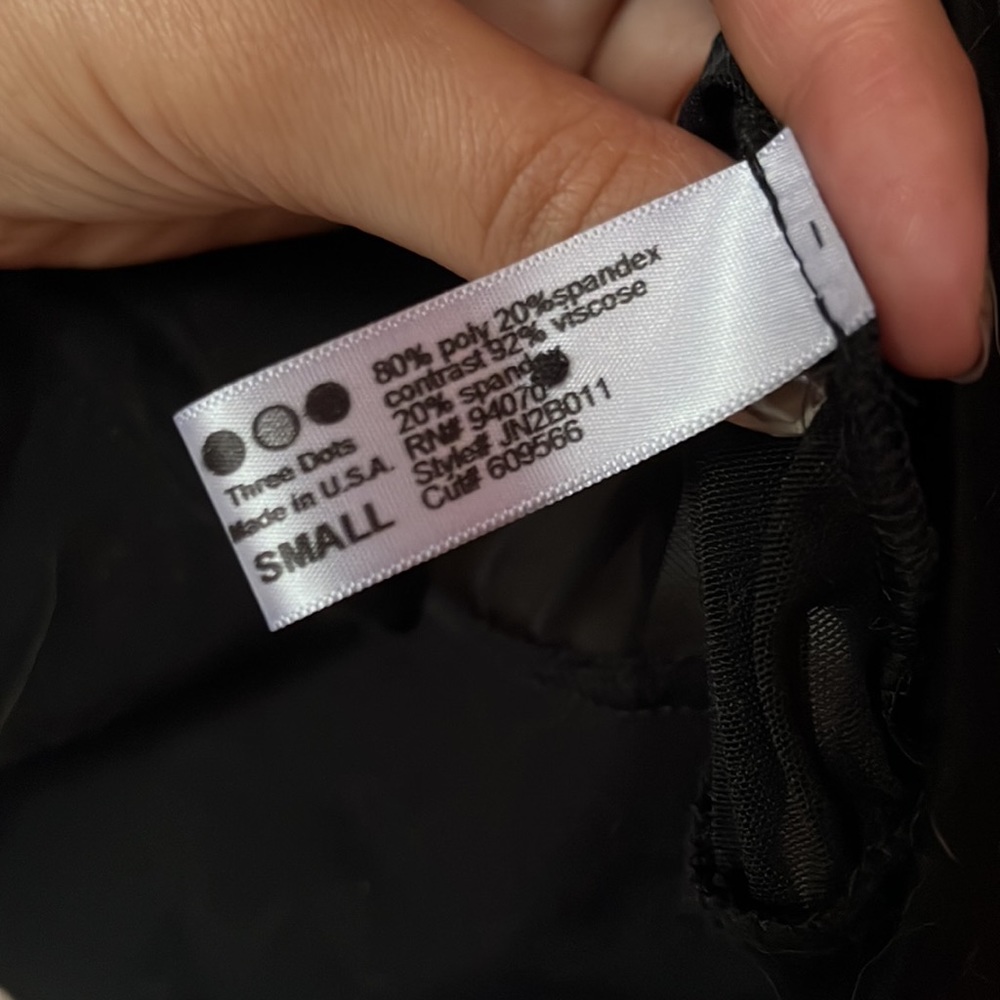 Three Dots
Made in U.S.A.
SMALL
80% poly 20%spandex
contrast 92% viscose
20% spandex
RN# 94070
Style# JN2B011
Cut# 609566